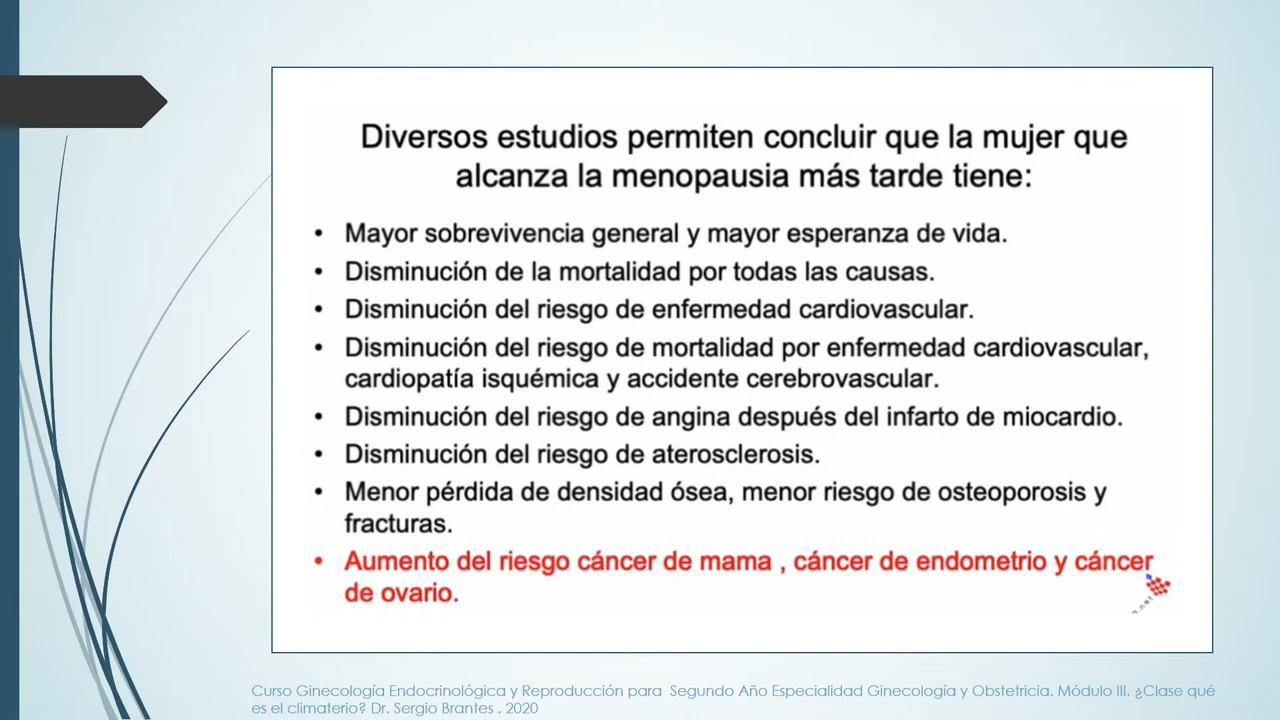 Diversos estudios permiten concluir que la mujer que
alcanza la menopausia más tarde tiene:
• Mayor sobrevivencia general y mayor esperanza de vida.
• Disminución de la mortalidad por todas las causas.
• Disminución del riesgo de enfermedad cardiovascular.
• Disminución del riesgo de mortalidad por enfermedad cardiovascular,
cardiopatía isquémica y accidente cerebrovascular.
• Disminución del riesgo de angina después del infarto de miocardio.
• Disminución del riesgo de aterosclerosis.
• Menor pérdida de densidad ósea, menor riesgo de osteoporosis y
fracturas.
• Aumento del riesgo cáncer de mama , cáncer de endometrio y cáncer
de ovario.
Curso Ginecología Endocrinológica y Reproducción para Segundo Año Especialidad Ginecología y Obstetricia. Módulo III. ¿Clase qué
es el climaterio? Dr. Sergio Brantes . 2020